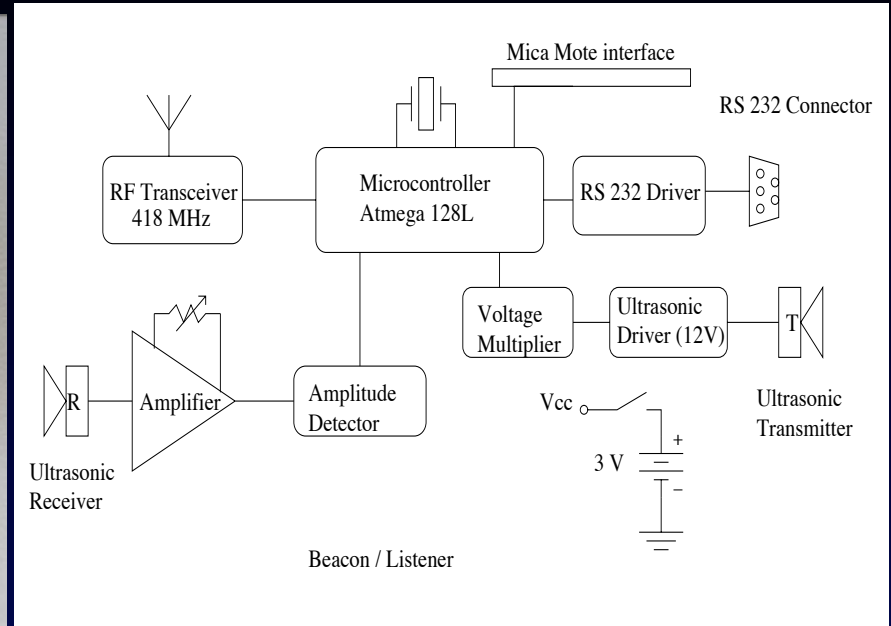 Mica Mote interface
RS 232 Connector
RF Transceiver
418 MHz
Microcontroller
Atmega 128L
RS 232 Driver
Voltage
Multiplier
Ultrasonic
Driver (12V)
T
R
Amplifier
Amplitude
Detector
Vcc
Ultrasonic
Transmitter
+
3 V
−
Ultrasonic
Receiver
Beacon / Listener